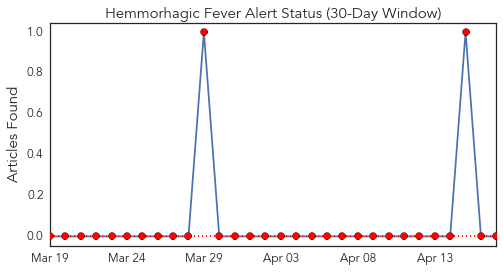 Hemmorhagic Fever Alert Status (30-Day Window)
Articles Found
1.0
0.8
0.6
0.4
0.2
0.0
Mar 19 Mar 24 Mar 29 Apr 03 Apr 08 Apr 13